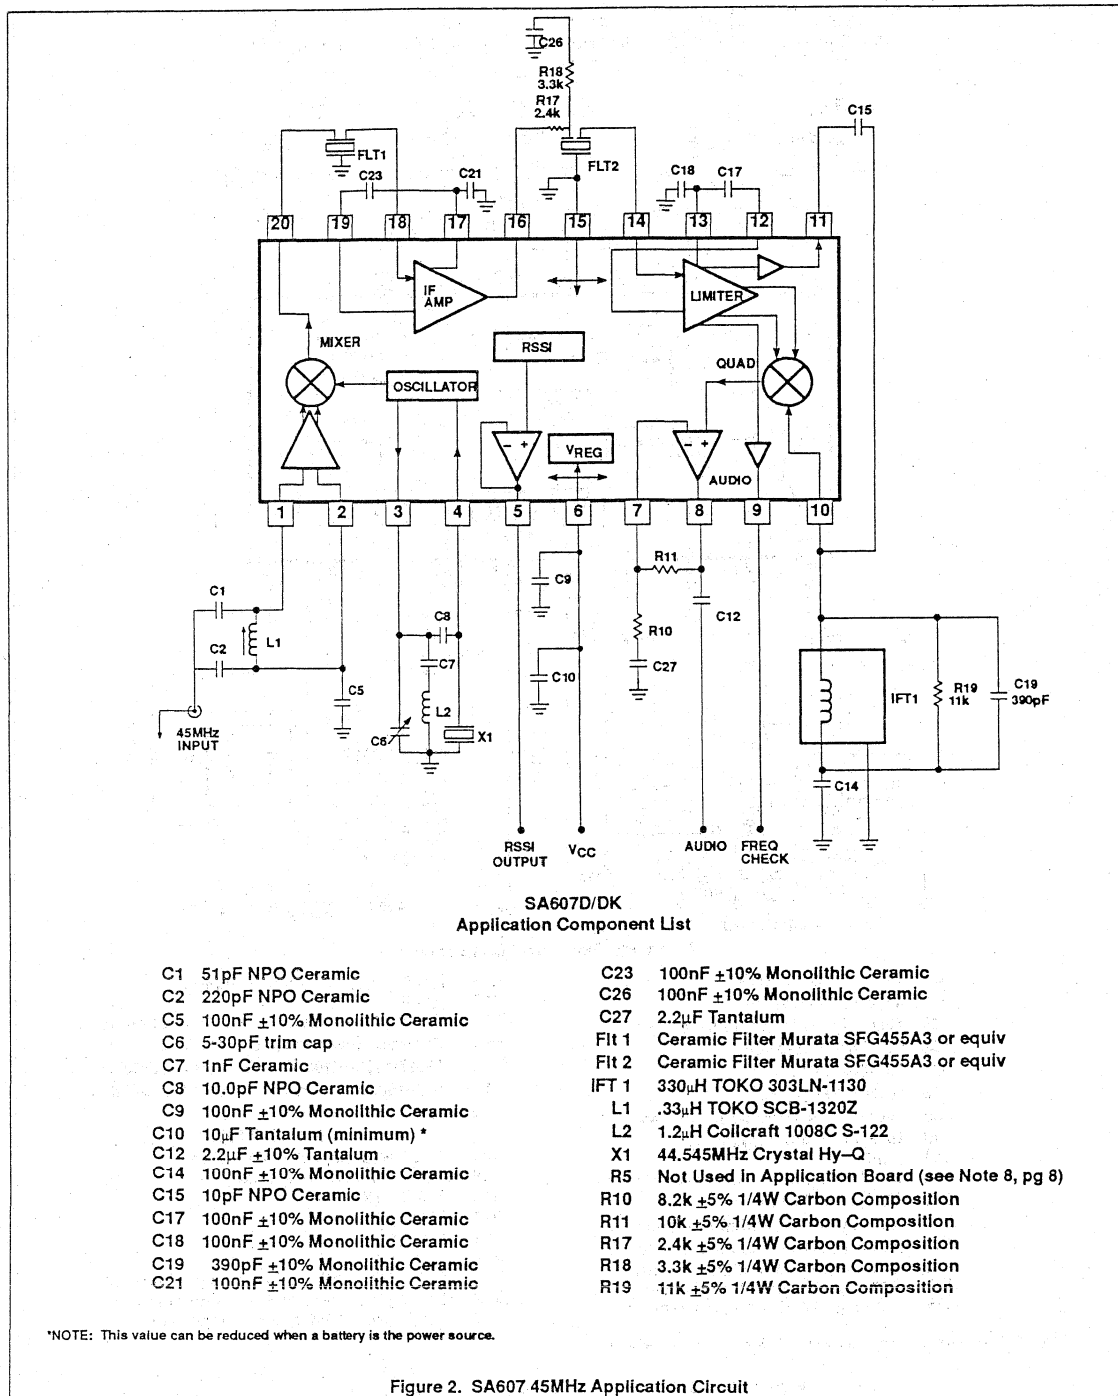 C26
R18
3.3k
R17
2.4k
C15
FLT1
FLT2
C23
C21
C18
C17
20
19
18
17
16
15
14
13
12
11
IF
AMP
LIMITER
MIXER
RSSI
QUAD
OSCILLATOR
– +
VREG
– +
AUDIO
1
2
3
4
5
6
7
8
9
10
C1
L1
C2
C5
45MHz
INPUT
C8
C7
L2
C6
X1
C9
C10
R11
R10
C27
C12
IFT1
R19
11k
C19
390pF
C14
RSSI
OUTPUT
VCC
AUDIO
FREQ
CHECK
SA607D/DK
Application Component List
C1 51pF NPO Ceramic
C2 220pF NPO Ceramic
C5 100nF ±10% Monolithic Ceramic
C6 5-30pF trim cap
C7 1nF Ceramic
C8 10.0pF NPO Ceramic
C9 100nF ±10% Monolithic Ceramic
C10 10μF Tantalum (minimum) *
C12 2.2μF ±10% Tantalum
C14 100nF ±10% Monolithic Ceramic
C15 10pF NPO Ceramic
C17 100nF ±10% Monolithic Ceramic
C18 100nF ±10% Monolithic Ceramic
C19 390pF ±10% Monolithic Ceramic
C21 100nF ±10% Monolithic Ceramic
C23 100nF ±10% Monolithic Ceramic
C26 100nF ±10% Monolithic Ceramic
C27 2.2μF Tantalum
Flt 1 Ceramic Filter Murata SFG455A3 or equiv
Flt 2 Ceramic Filter Murata SFG455A3 or equiv
IFT 1 330μH TOKO 303LN-1130
L1 .33μH TOKO SCB-1320Z
L2 1.2μH Coilcraft 1008C S-122
X1 44.545MHz Crystal Hy–Q
R5 Not Used in Application Board (see Note 8, pg 8)
R10 8.2k ±5% 1/4W Carbon Composition
R11 10k ±5% 1/4W Carbon Composition
R17 2.4k ±5% 1/4W Carbon Composition
R18 3.3k ±5% 1/4W Carbon Composition
R19 11k ±5% 1/4W Carbon Composition
*NOTE: This value can be reduced when a battery is the power source.
Figure 2. SA607 45MHz Application Circuit